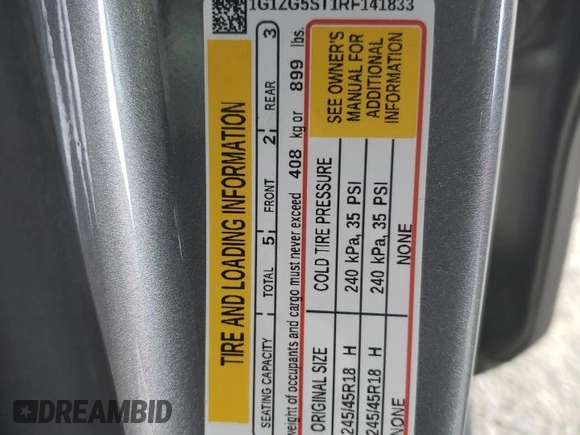 1G1ZG5ST1RF141833
TIRE AND LOADING INFORMATION
SEATING CAPACITY TOTAL 5 FRONT 2 REAR 3
weight of occupants and cargo must never exceed 408 kg or 899 lbs.
ORIGINAL SIZE COLD TIRE PRESSURE
245/45R18 H 240 kPa, 35 PSI
245/45R18 H 240 kPa, 35 PSI
NONE NONE
SEE OWNER'S
MANUAL FOR
ADDITIONAL
INFORMATION
DREAMBID